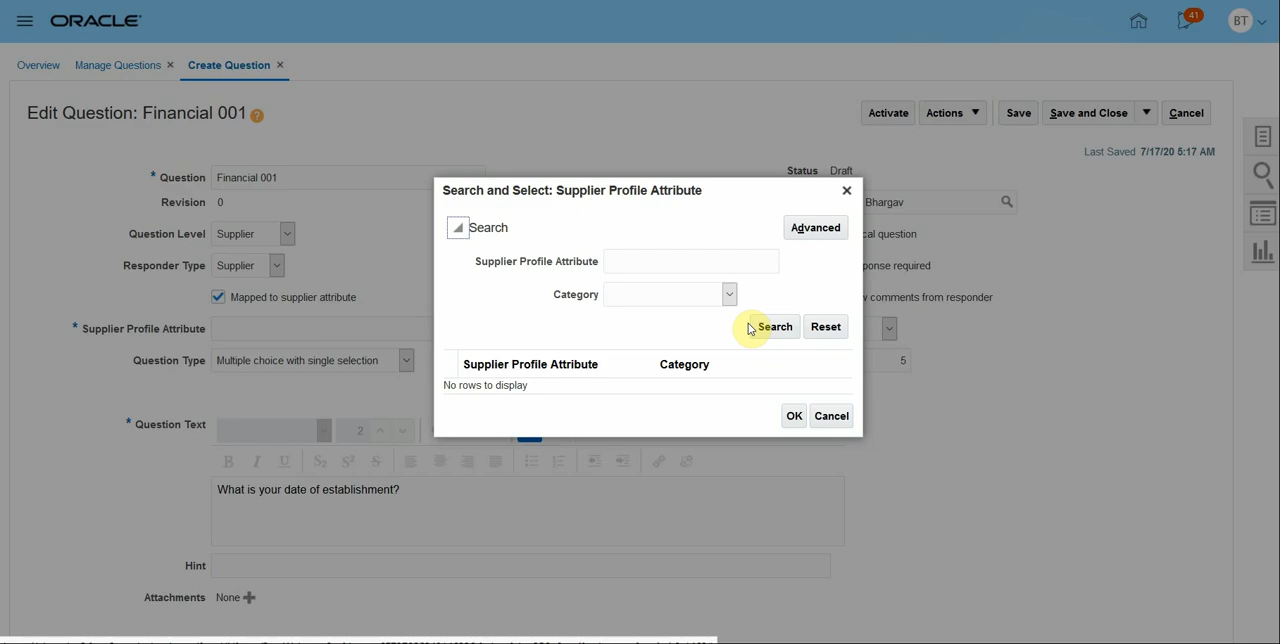 ORACLE
41
BT
Overview
Manage Questions ×
Create Question ×
Edit Question: Financial 001 ?
Activate
Actions
Save
Save and Close
Cancel
Last Saved 7/17/20 5:17 AM
* Question Financial 001
Status Draft
Revision 0
Bhargav
Question Level Supplier
cal question
Responder Type Supplier
ponse required
Mapped to supplier attribute
comments from responder
* Supplier Profile Attribute
Question Type Multiple choice with single selection
5
* Question Text
2
B I U S2 S2 S
What is your date of establishment?
Hint
Attachments None
Search and Select: Supplier Profile Attribute ×
Search
Advanced
Supplier Profile Attribute
Category
Search
Reset
Supplier Profile Attribute Category
No rows to display
OK
Cancel